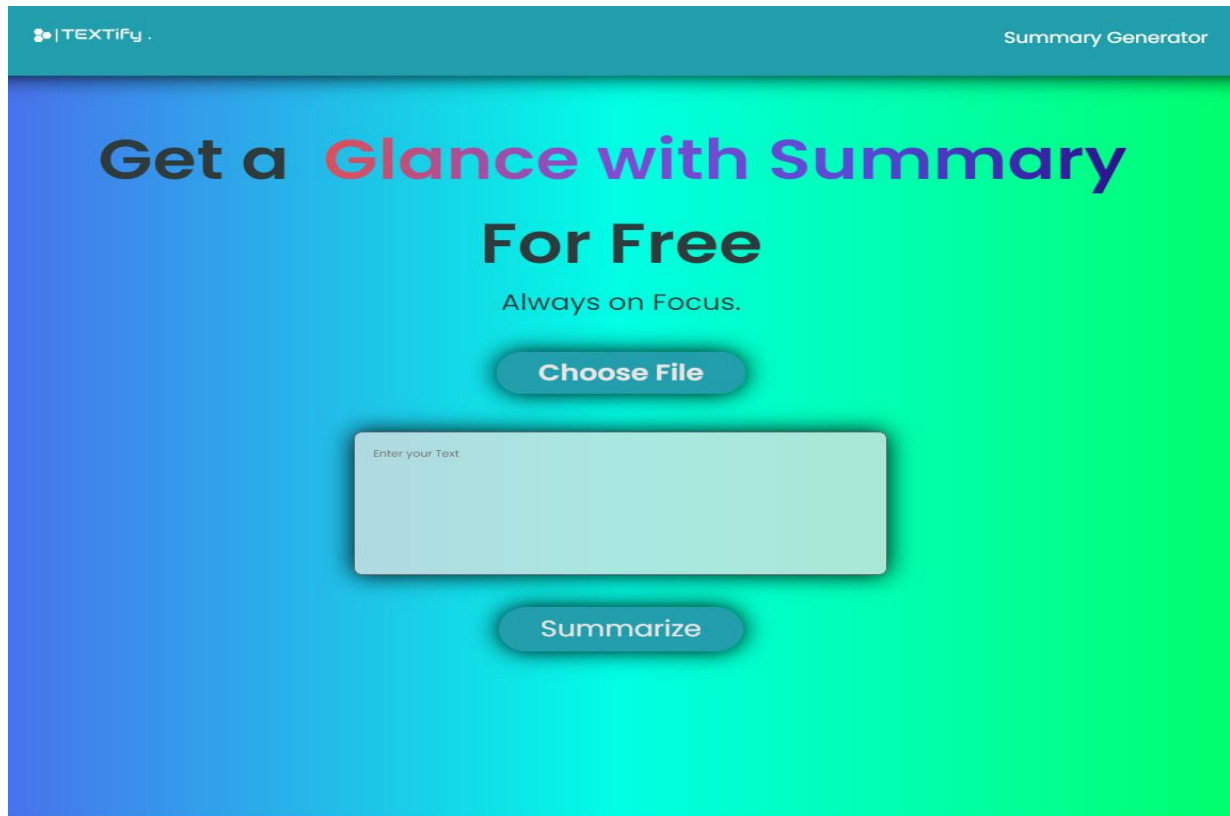 |TEXTify .
Summary Generator
Get a Glance with Summary
For Free
Always on Focus.
Choose File
Enter your Text
Summarize